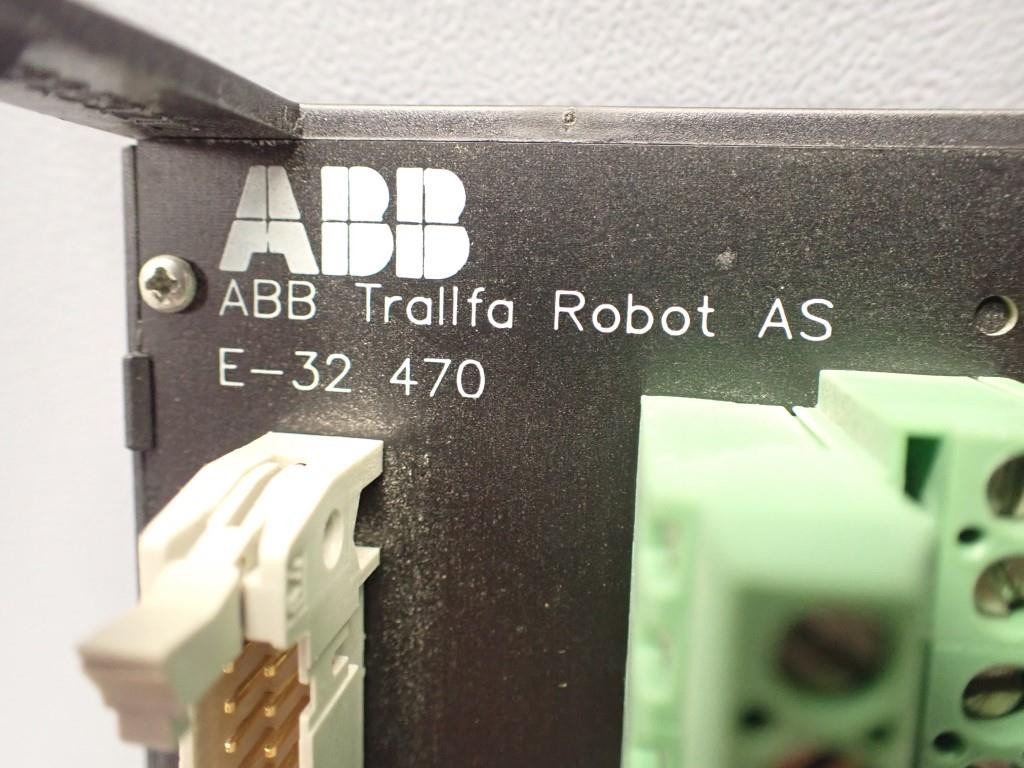 ABB
ABB Trallfa Robot AS
E-32 470